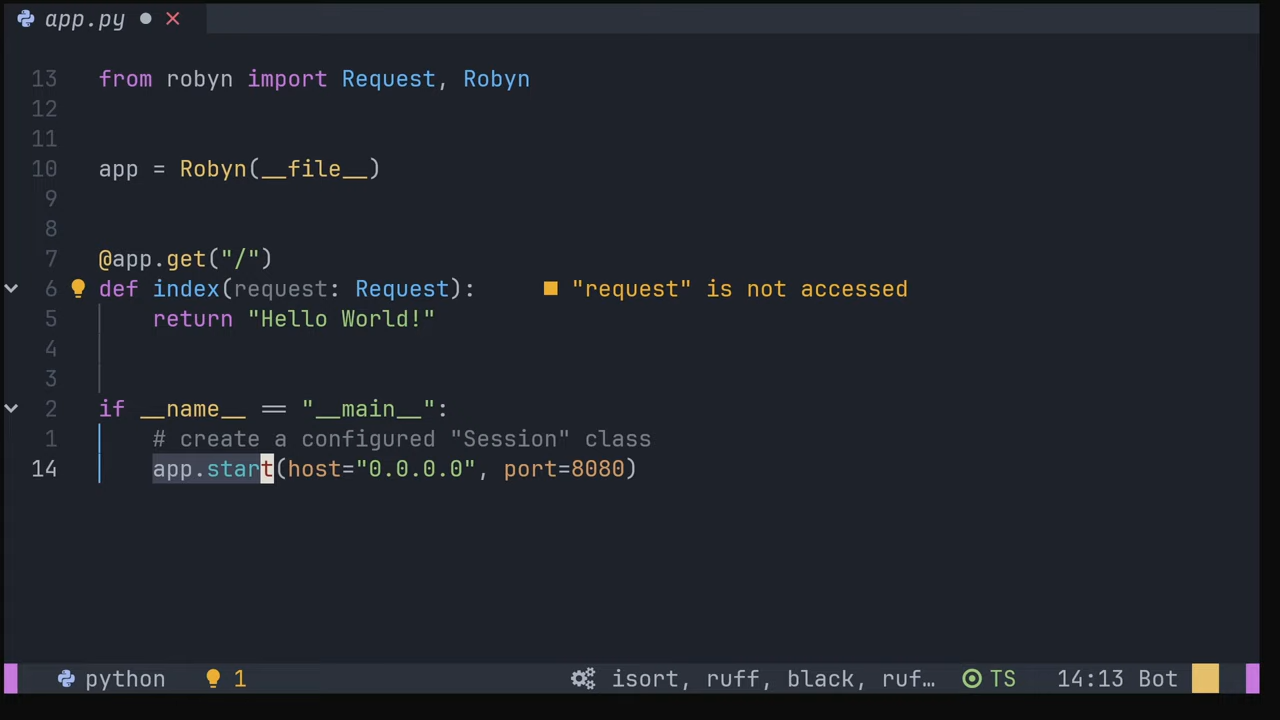 app.py
13 from robyn import Request, Robyn
12
11
10 app = Robyn(__file__)
9
8
7 @app.get("/")
6 def index(request: Request): "request" is not accessed
5 return "Hello World!"
4
3
2 if __name__ == "__main__":
1 # create a configured "Session" class
14 app.start(host="0.0.0.0", port=8080)
python 1 isort, ruff, black, ruf… TS 14:13 Bot